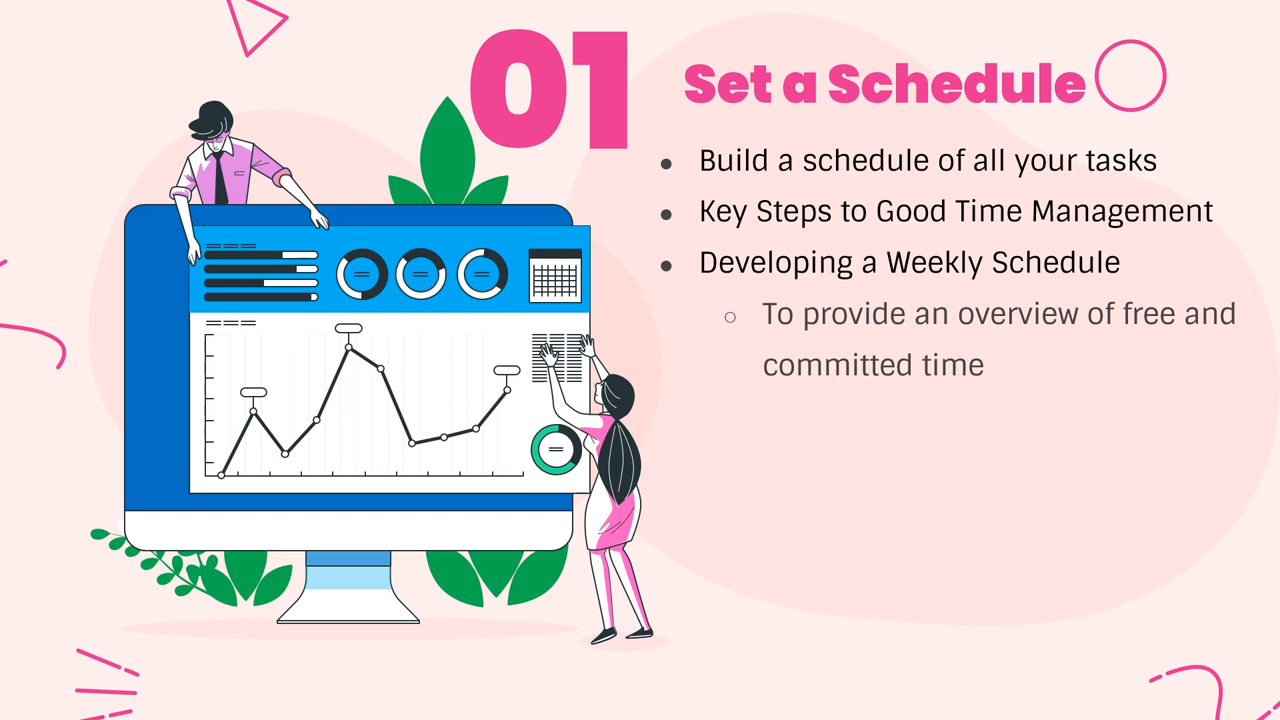 01
Set a Schedule
● Build a schedule of all your tasks
● Key Steps to Good Time Management
● Developing a Weekly Schedule
○ To provide an overview of free and
committed time